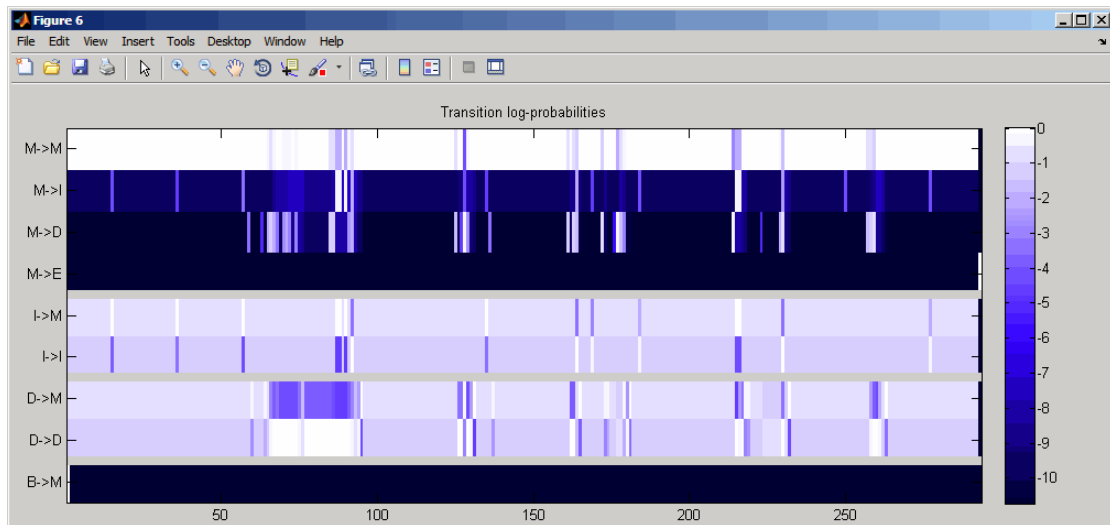 Figure 6
File Edit View Insert Tools Desktop Window Help
Transition log-probabilities
M->M
M->I
M->D
M->E
I->M
I->I
D->M
D->D
B->M
50 100 150 200 250
0
-1
-2
-3
-4
-5
-6
-7
-8
-9
-10